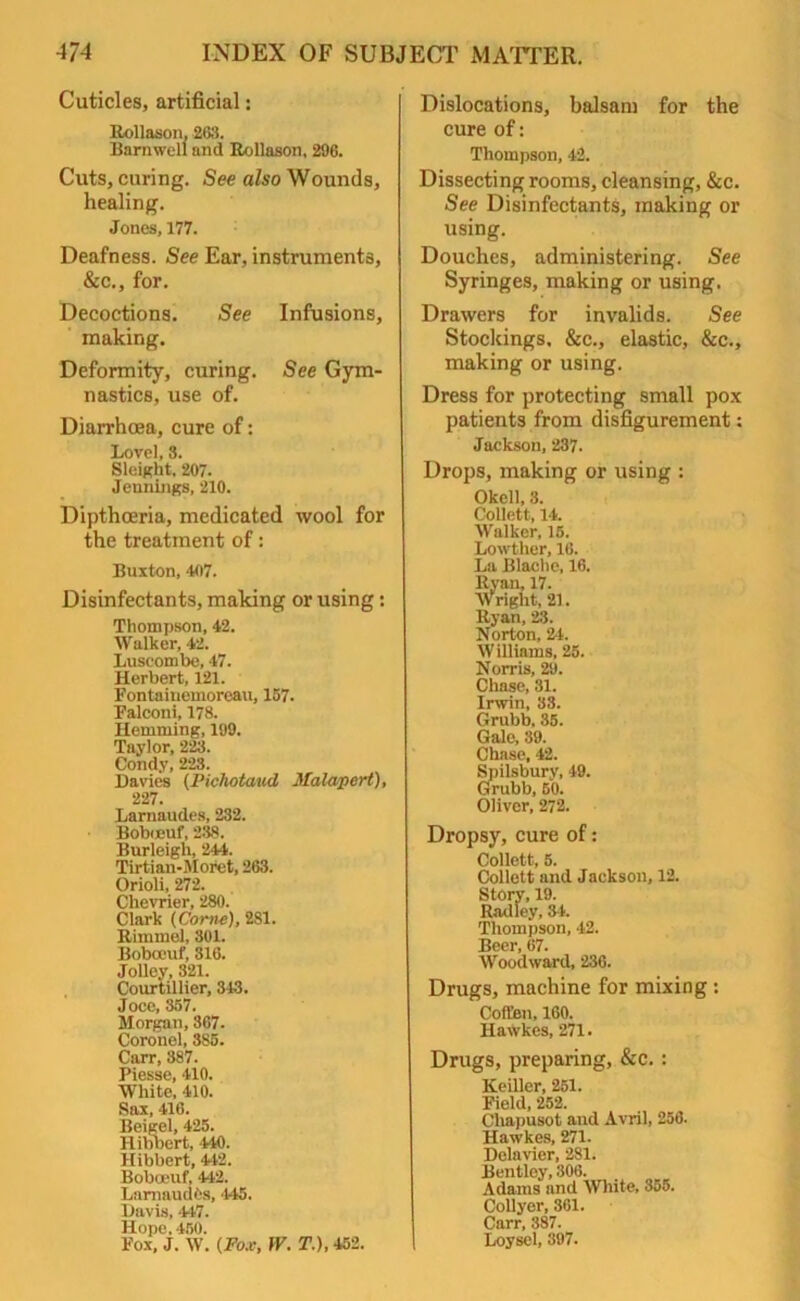 474 INDEX OF SUBJECT MATTER.
Cuticles, artificial:
Rollason, 263.
Barnwell and Rollason, 296.
Cuts, curing. See also Wounds,
healing.
Jones, 177.
Deafness. See Ear, instruments,
&c., for.
Decoctions. See Infusions,
making.
Deformity, curing. See Gym-
nastics, use of.
Diarrhœa, cure of:
Lovel, 3.
Sleight, 207.
Jennings, 210.
Dipthœria, medicated wool for
the treatment of:
Buxton, 407.
Disinfectants, making or using:
Thompson, 42.
Walker, 42.
Luscombe, 47.
Herbert, 121.
Fontainemoreau, 157.
Falconi, 178.
Hemming, 199.
Taylor, 223.
Condy, 223.
Davies (Pichotaud Malapert),
227.
Larnaudes, 232.
Bobœuf, 238.
Burleigh, 244.
Tirtian-Moret, 263.
Orioli, 272.
Chevrier, 280.
Clark (Corne), 281.
Rimmel, 301.
Bobœuf, 316.
Jolley, 321.
Courtillier, 343.
Joce, 357.
Morgan, 367.
Coronel, 385.
Carr, 387.
Piesse, 410.
White, 410.
Sax, 416.
Beigel, 425.
Hibbert, 440.
Hibbert, 442.
Bobœuf, 442.
Larnaudès, 445.
Davis, 447.
Hope, 450.
Fox, J. W. (Fox, W. T.), 452.
Dislocations, balsam for the
cure of:
Thompson, 42.
Dissecting rooms, cleansing, &c.
See Disinfectants, making or
using.
Douches, administering. See
Syringes, making or using.
Drawers for invalids. See
Stockings, &c., elastic, &c.,
making or using.
Dress for protecting small pox
patients from disfigurement:
Jackson, 237.
Drops, making or using :
Okell, 3.
Collett, 14.
Walker, 15.
Lowther, 16.
La Blache, 16.
Ryan, 17.
Wright, 21.
Ryan, 23.
Norton, 24.
Williams, 25.
Norris, 29.
Chase, 31.
Irwin, 33.
Grubb, 35.
Gale, 39.
Chase, 42.
Spilsbury, 49.
Grubb, 50.
Oliver, 272.
Dropsy, cure of:
Collett, 5.
Collett and Jackson, 12.
Story, 19.
Radley, 34.
Thompson, 42.
Beer, 67.
Woodward, 236.
Drugs, machine for mixing :
Coffen, 160.
Hawkes, 271.
Drugs, preparing, &c. :
Keiller, 251.
Field, 252.
Chapusot and Avril, 256.
Hawkes, 271.
Delavier, 281.
Bentley, 306.
Adams and White, 355.
Collyer, 361.
Carr, 387.
Loysel, 397.